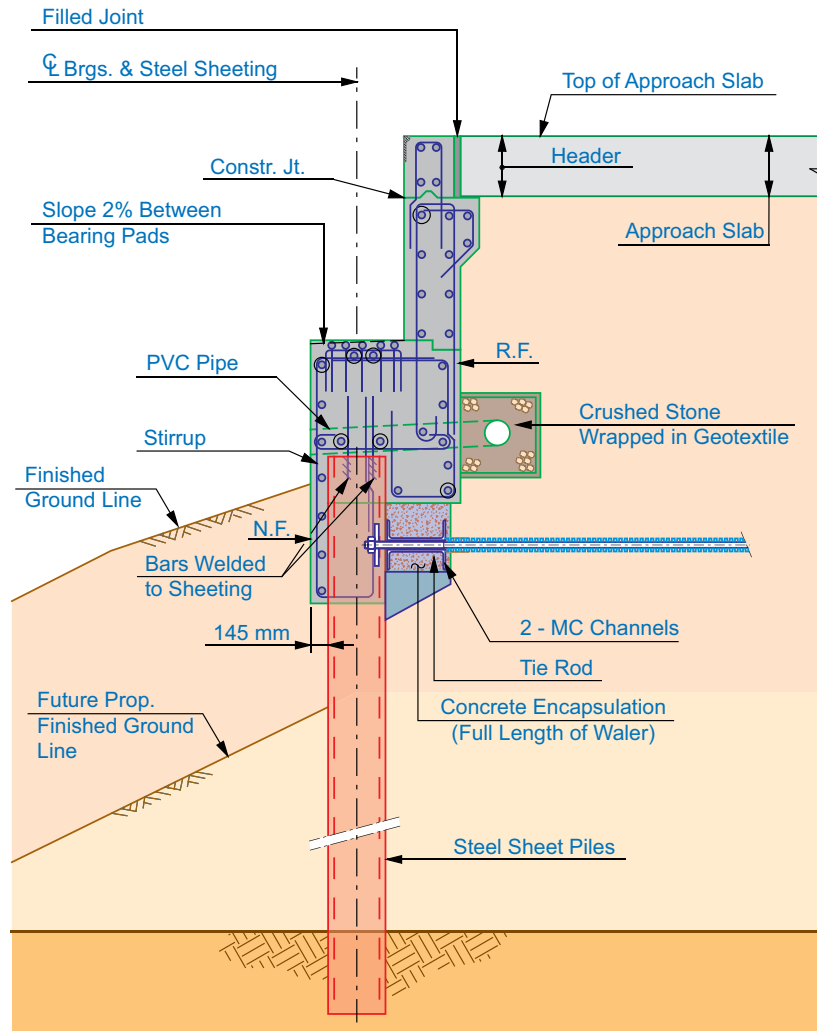 Filled Joint
℄ Brgs. & Steel Sheeting
Top of Approach Slab
Header
Constr. Jt.
Slope 2% Between
Bearing Pads
Approach Slab
R.F.
PVC Pipe
Crushed Stone
Wrapped in Geotextile
Stirrup
Finished
Ground Line
N.F.
Bars Welded
to Sheeting
145 mm
2 - MC Channels
Tie Rod
Future Prop.
Finished Ground
Line
Concrete Encapsulation
(Full Length of Waler)
Steel Sheet Piles